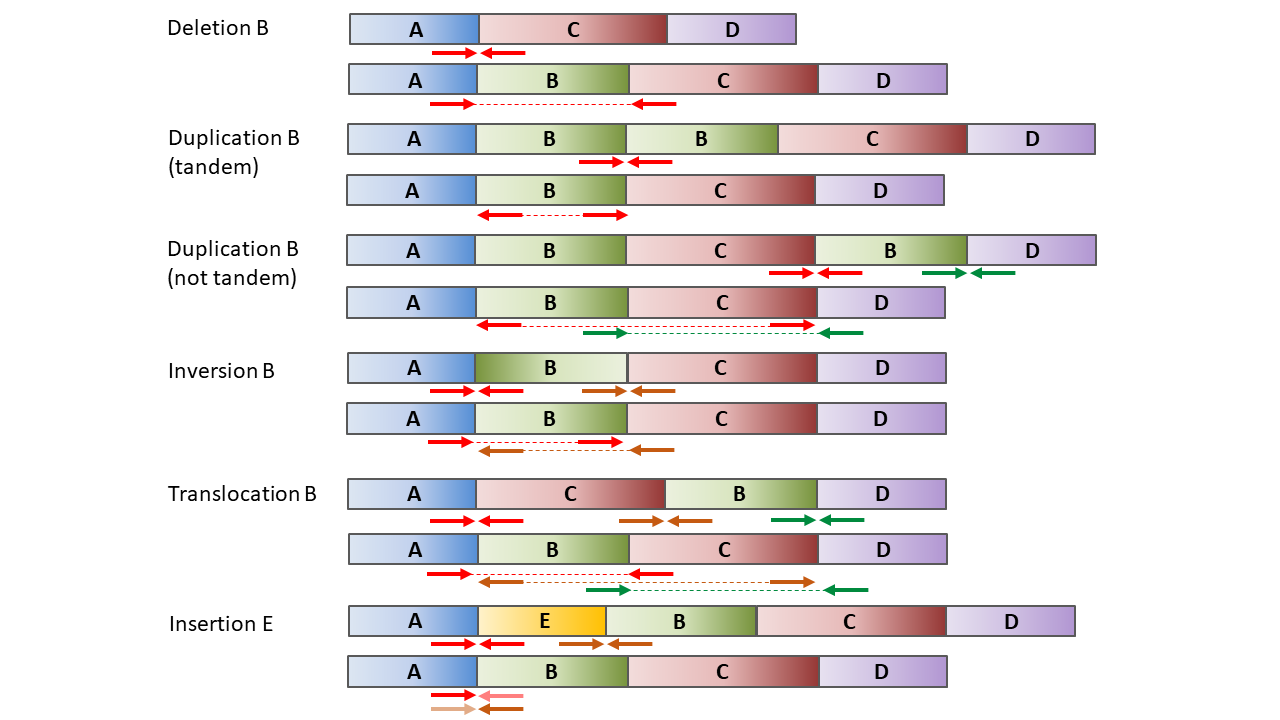 Deletion B
A C D
A B C D
Duplication B
(tandem)
A B B C D
A B C D
Duplication B
(not tandem)
A B C B D
A B C D
Inversion B
A B C D
A B C D
Translocation B
A C B D
A B C D
Insertion E
A E B C D
A B C D